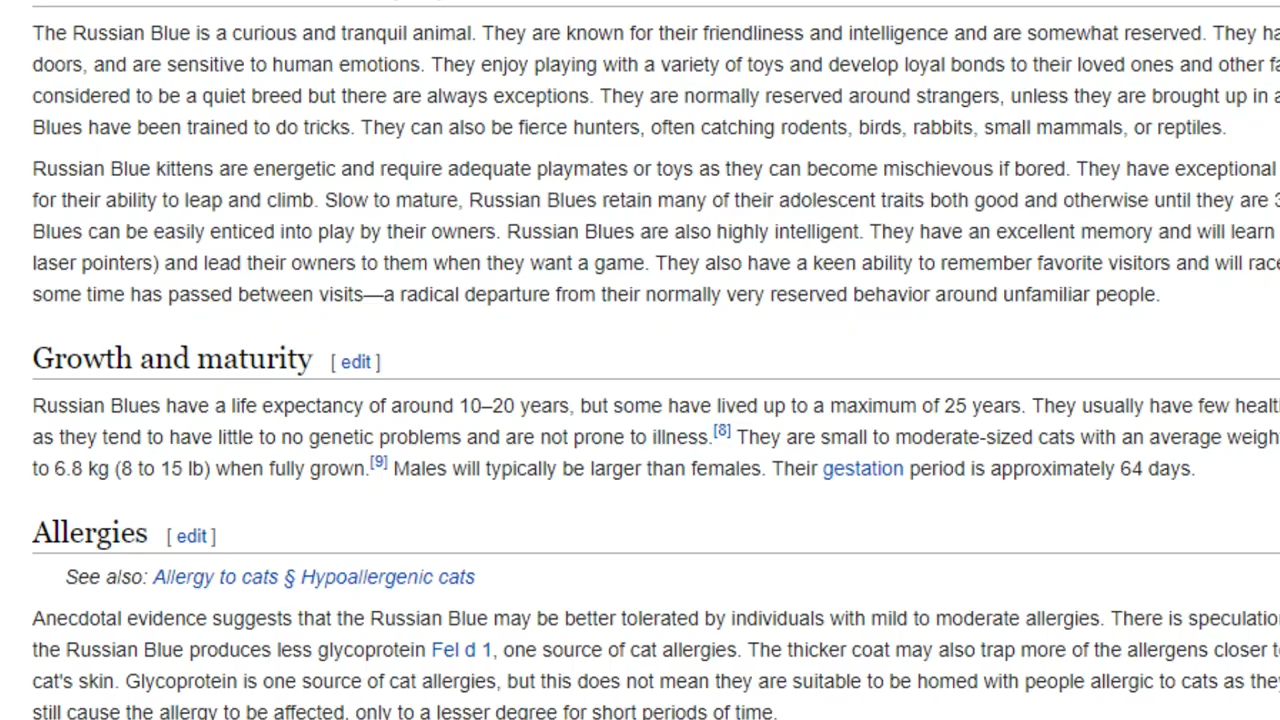 The Russian Blue is a curious and tranquil animal. They are known for their friendliness and intelligence and are somewhat reserved. They
doors, and are sensitive to human emotions. They enjoy playing with a variety of toys and develop loyal bonds to their loved ones and other
considered to be a quiet breed but there are always exceptions. They are normally reserved around strangers, unless they are brought up in
Blues have been trained to do tricks. They can also be fierce hunters, often catching rodents, birds, rabbits, small mammals, or reptiles.
Russian Blue kittens are energetic and require adequate playmates or toys as they can become mischievous if bored. They have exceptional
for their ability to leap and climb. Slow to mature, Russian Blues retain many of their adolescent traits both good and otherwise until they are
Blues can be easily enticed into play by their owners. Russian Blues are also highly intelligent. They have an excellent memory and will learn
laser pointers) and lead their owners to them when they want a game. They also have a keen ability to remember favorite visitors and will
some time has passed between visits—a radical departure from their normally very reserved behavior around unfamiliar people.
Growth and maturity [ edit ]
Russian Blues have a life expectancy of around 10–20 years, but some have lived up to a maximum of 25 years. They usually have few
as they tend to have little to no genetic problems and are not prone to illness.[8] They are small to moderate-sized cats with an average
to 6.8 kg (8 to 15 lb) when fully grown.[9] Males will typically be larger than females. Their gestation period is approximately 64 days.
Allergies [ edit ]
See also: Allergy to cats § Hypoallergenic cats
Anecdotal evidence suggests that the Russian Blue may be better tolerated by individuals with mild to moderate allergies. There is
the Russian Blue produces less glycoprotein Fel d 1, one source of cat allergies. The thicker coat may also trap more of the allergens closer
cat's skin. Glycoprotein is one source of cat allergies, but this does not mean they are suitable to be homed with people allergic to cats as
still cause the allergy to be affected, only to a lesser degree for short periods of time.